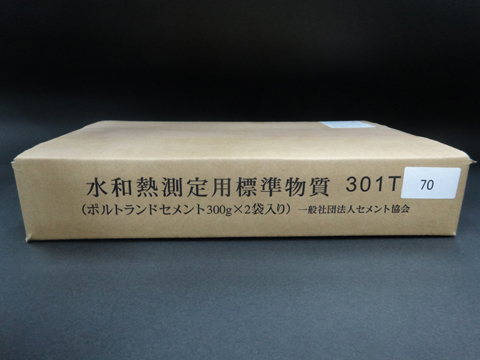 水和熱測定用標準物質 301T 70
(ポルトランドセメント300g×2袋入り) 一般社団法人セメント協会